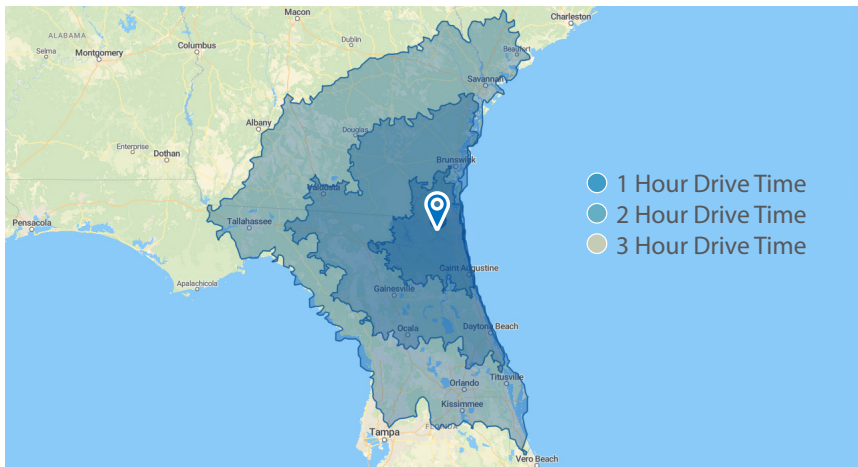 Macon
Charleston
ALABAMA
Columbus
Dublin
Selma
Montgomery
Beaufort
Savannah
Albany
Douglas
Enterprise
Dothan
Brunswick
1 Hour Drive Time
Valdosta
2 Hour Drive Time
Pensacola
Tallahassee
3 Hour Drive Time
Caint Augustine
Apalachicola
Gainesville
Ocala
Daytona Beach
Orlando
Titusville
Kissimmee
FLORIDA
Tampa
Vero Beach